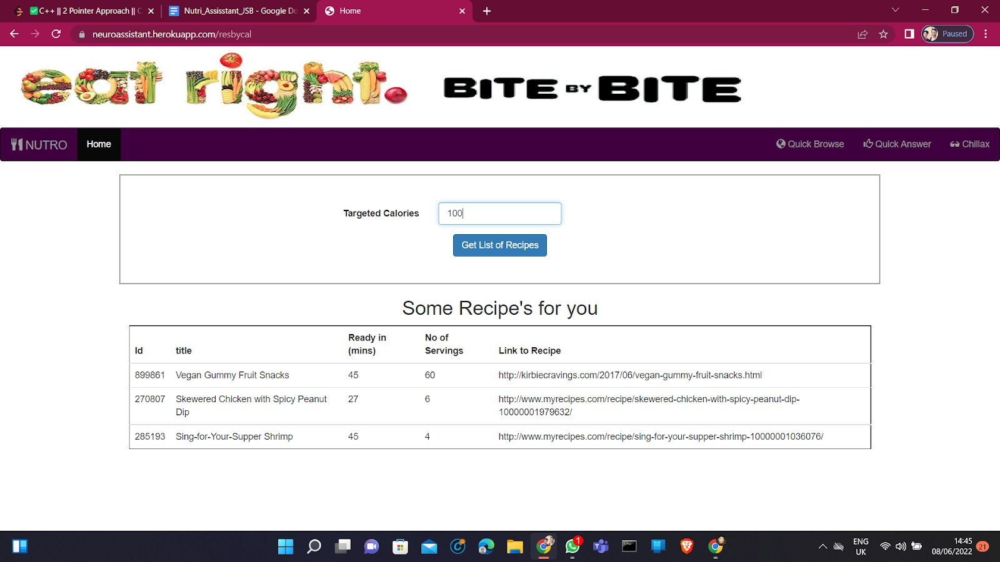 ✅C++ || 2 Pointer Approach || C
Nutri_Assisstant_JSB - Google Do
Home
neuroassistant.herokuapp.com/resbycal
Paused
eat right. BITE BY BITE
NUTRO Home Quick Browse Quick Answer Chillax
Targeted Calories 100
Get List of Recipes
Some Recipe's for you
Id title Ready in (mins) No of Servings Link to Recipe
899861 Vegan Gummy Fruit Snacks 45 60 http://kirbiecravings.com/2017/06/vegan-gummy-fruit-snacks.html
270807 Skewered Chicken with Spicy Peanut 27 6 http://www.myrecipes.com/recipe/skewered-chicken-with-spicy-peanut-dip-
Dip 10000001979632/
285193 Sing-for-Your-Supper Shrimp 45 4 http://www.myrecipes.com/recipe/sing-for-your-supper-shrimp-10000001036076/
1
ENG
UK
14:45
08/06/2022
21